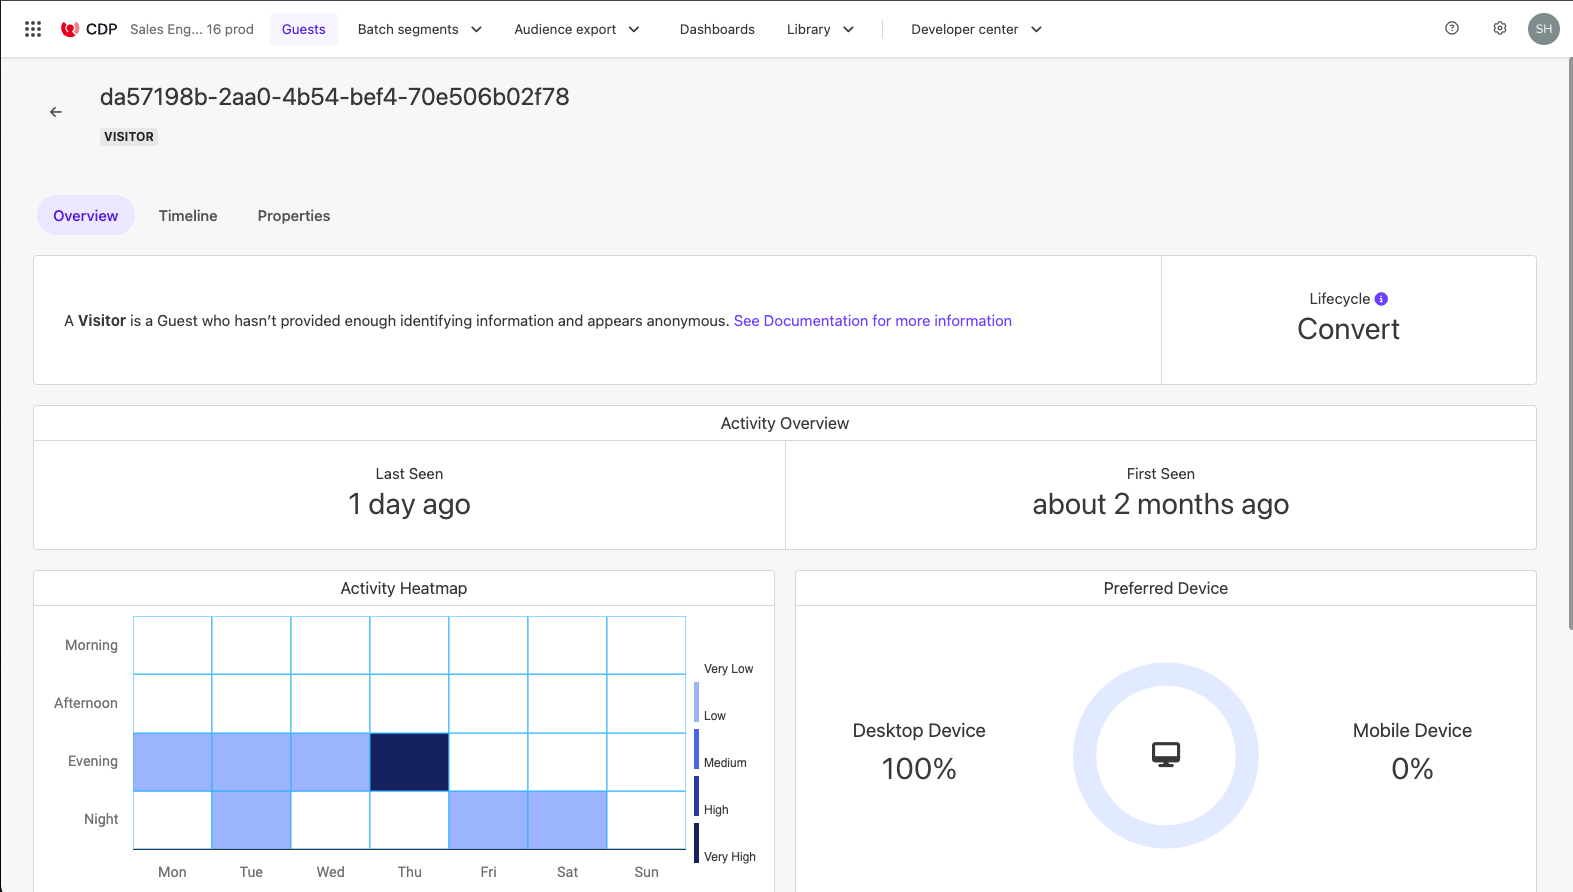 CDP Sales Eng... 16 prod Guests Batch segments Audience export Dashboards Library Developer center SH
da57198b-2aa0-4b54-bef4-70e506b02f78
VISITOR
Overview Timeline Properties
A Visitor is a Guest who hasn't provided enough identifying information and appears anonymous. See Documentation for more information
Lifecycle
Convert
Activity Overview
Last Seen
1 day ago
First Seen
about 2 months ago
Activity Heatmap
Morning
Afternoon
Evening
Night
Mon Tue Wed Thu Fri Sat Sun
Very Low
Low
Medium
High
Very High
Preferred Device
Desktop Device
100%
Mobile Device
0%